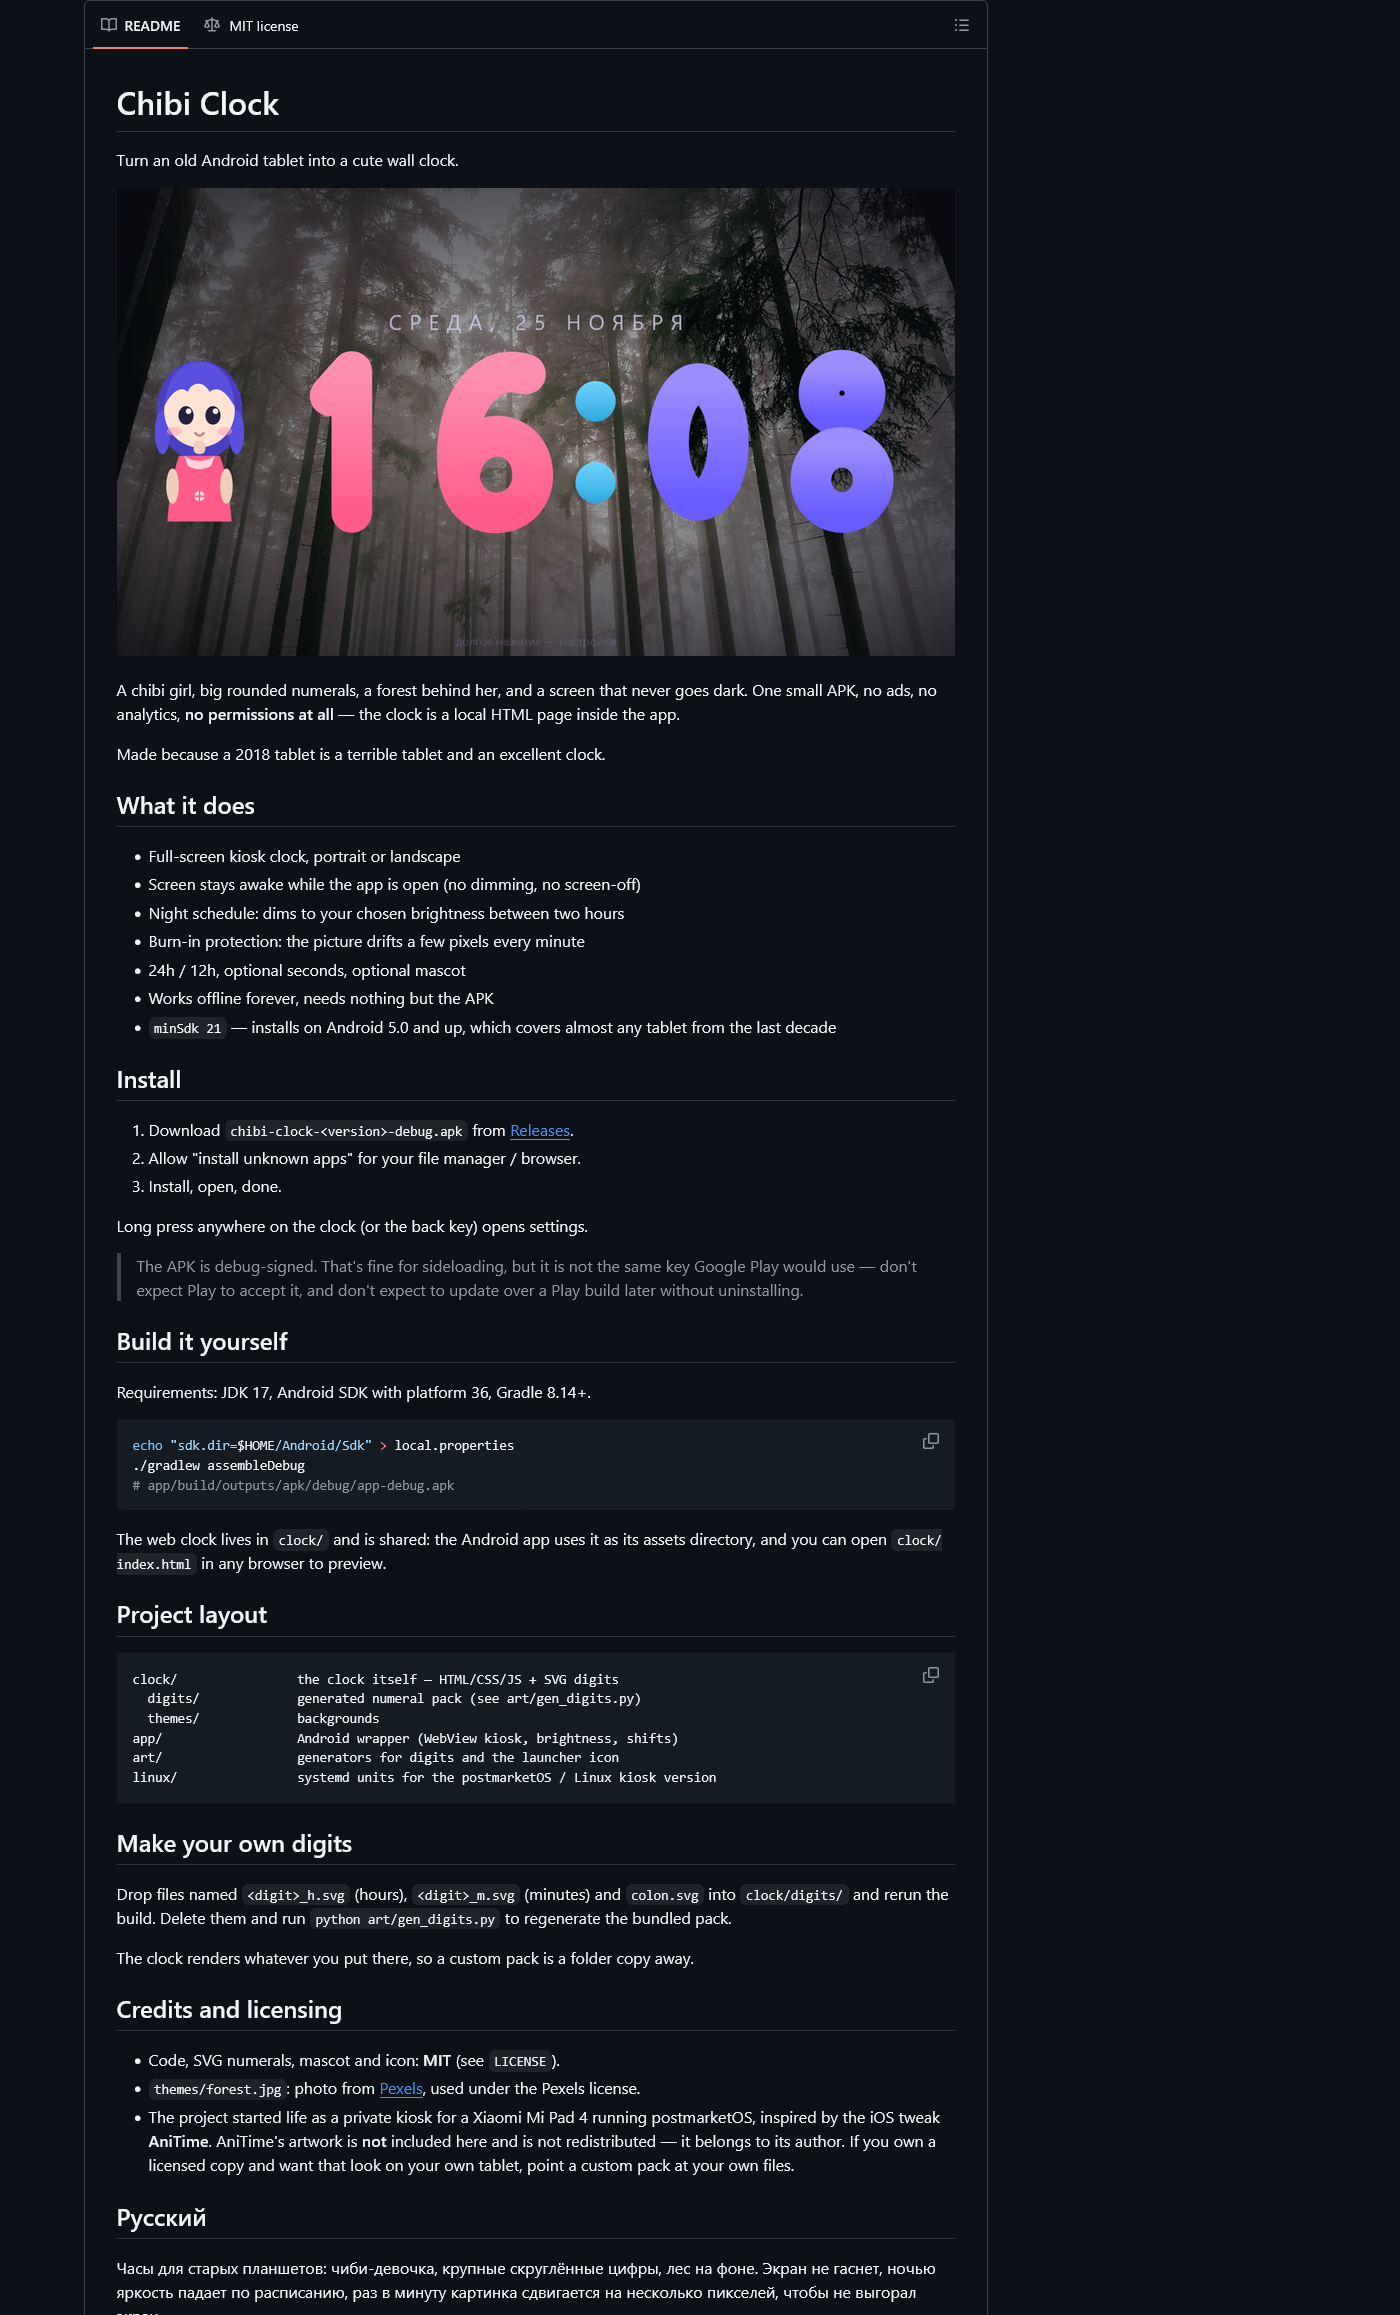 README
MIT license
Chibi Clock
Turn an old Android tablet into a cute wall clock.
СРЕДА, 25 НОЯБРЯ
16:08
долгое нажатие — настройки
A chibi girl, big rounded numerals, a forest behind her, and a screen that never goes dark. One small APK, no ads, no
analytics, no permissions at all — the clock is a local HTML page inside the app.
Made because a 2018 tablet is a terrible tablet and an excellent clock.
What it does
• Full-screen kiosk clock, portrait or landscape
• Screen stays awake while the app is open (no dimming, no screen-off)
• Night schedule: dims to your chosen brightness between two hours
• Burn-in protection: the picture drifts a few pixels every minute
• 24h / 12h, optional seconds, optional mascot
• Works offline forever, needs nothing but the APK
• minSdk 21 — installs on Android 5.0 and up, which covers almost any tablet from the last decade
Install
1. Download chibi-clock-<version>-debug.apk from Releases.
2. Allow "install unknown apps" for your file manager / browser.
3. Install, open, done.
Long press anywhere on the clock (or the back key) opens settings.
The APK is debug-signed. That's fine for sideloading, but it is not the same key Google Play would use — don't
expect Play to accept it, and don't expect to update over a Play build later without uninstalling.
Build it yourself
Requirements: JDK 17, Android SDK with platform 36, Gradle 8.14+.
echo "sdk.dir=$HOME/Android/Sdk" > local.properties
./gradlew assembleDebug
# app/build/outputs/apk/debug/app-debug.apk
The web clock lives in clock/ and is shared: the Android app uses it as its assets directory, and you can open clock/
index.html in any browser to preview.
Project layout
clock/ the clock itself — HTML/CSS/JS + SVG digits
digits/ generated numeral pack (see art/gen_digits.py)
themes/ backgrounds
app/ Android wrapper (WebView kiosk, brightness, shifts)
art/ generators for digits and the launcher icon
linux/ systemd units for the postmarketOS / Linux kiosk version
Make your own digits
Drop files named <digit>_h.svg (hours), <digit>_m.svg (minutes) and colon.svg into clock/digits/ and rerun the
build. Delete them and run python art/gen_digits.py to regenerate the bundled pack.
The clock renders whatever you put there, so a custom pack is a folder copy away.
Credits and licensing
• Code, SVG numerals, mascot and icon: MIT (see LICENSE).
• themes/forest.jpg: photo from Pexels, used under the Pexels license.
• The project started life as a private kiosk for a Xiaomi Mi Pad 4 running postmarketOS, inspired by the iOS tweak
AniTime. AniTime's artwork is not included here and is not redistributed — it belongs to its author. If you own a
licensed copy and want that look on your own tablet, point a custom pack at your own files.
Русский
Часы для старых планшетов: чиби-девочка, крупные скруглённые цифры, лес на фоне. Экран не гаснет, ночью
яркость падает по расписанию, раз в минуту картинка сдвигается на несколько пикселей, чтобы не выгорал